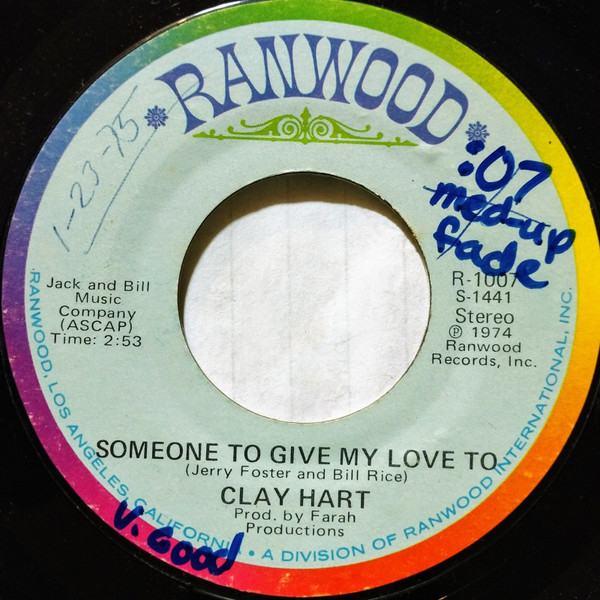 RANWOOD
1-23-75
:07
med-up
fade
Jack and Bill
Music
Company
(ASCAP)
Time: 2:53
R-1007
S-1441
Stereo
℗ 1974
Ranwood
Records, Inc.
SOMEONE TO GIVE MY LOVE TO
(Jerry Foster and Bill Rice)
CLAY HART
Prod. by Farah
Productions
V. Good
RANWOOD, LOS ANGELES, CALIFORNIA • A DIVISION OF RANWOOD INTERNATIONAL, INC.